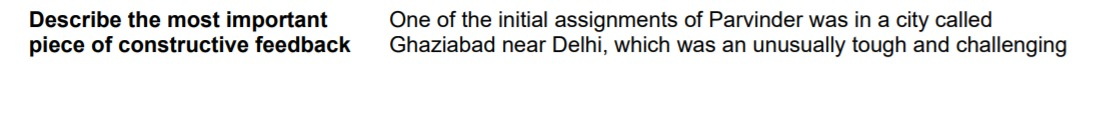 Describe the most important
piece of constructive feedback
One of the initial assignments of Parvinder was in a city called
Ghaziabad near Delhi, which was an unusually tough and challenging